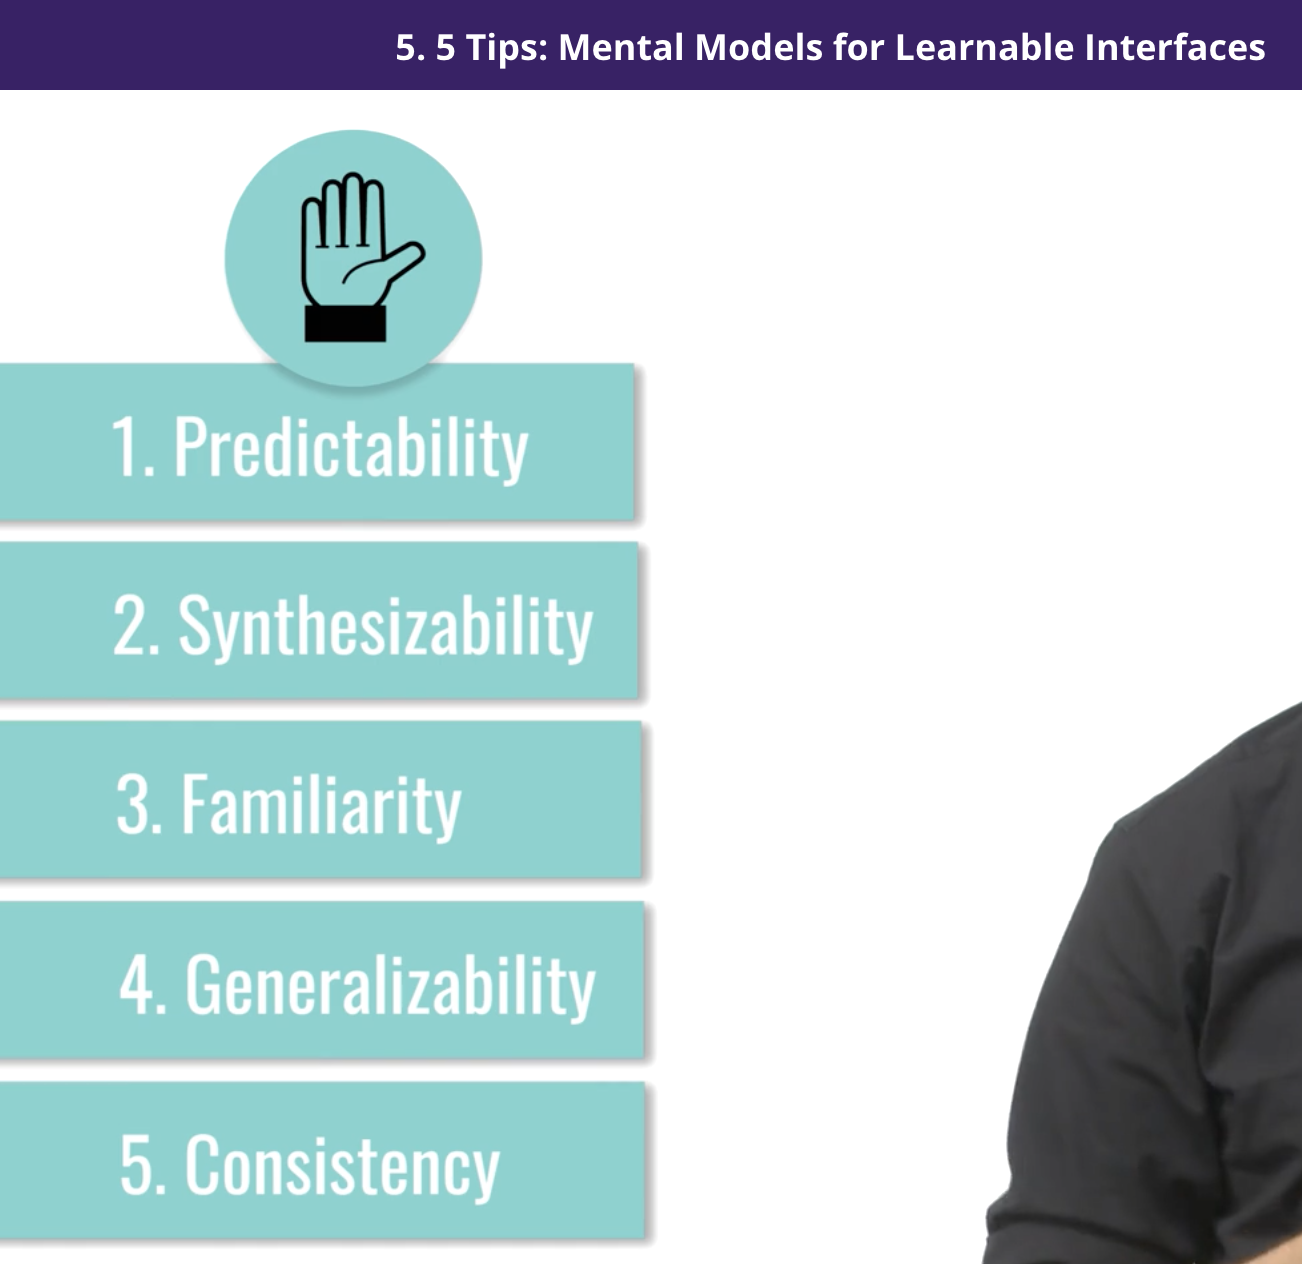 5. 5 Tips: Mental Models for Learnable Interfaces
1. Predictability
2. Synthesizability
3. Familiarity
4. Generalizability
5. Consistency